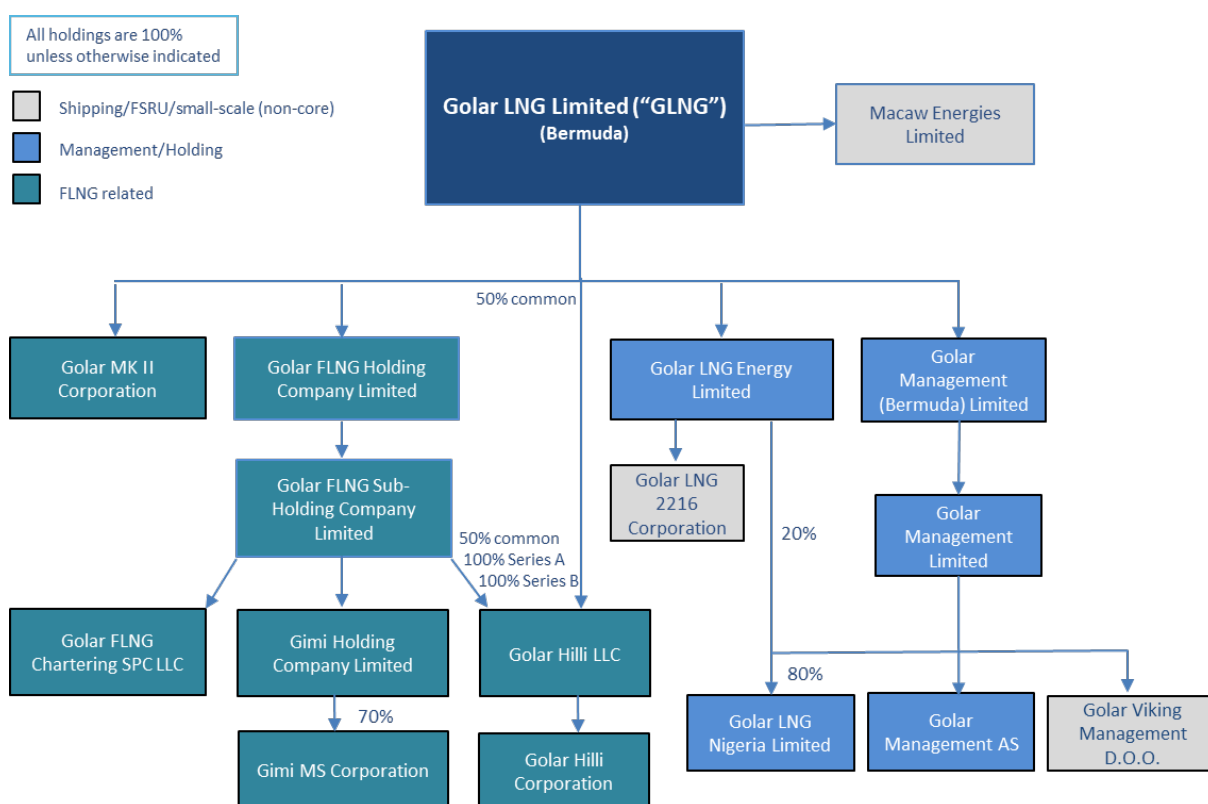 All holdings are 100%
unless otherwise indicated
Shipping/FSRU/small-scale (non-core)
Management/Holding
FLNG related
Golar LNG Limited (“GLNG”)
(Bermuda)
Macaw Energies
Limited
50% common
Golar MK II
Corporation
Golar FLNG Holding
Company Limited
Golar LNG Energy
Limited
Golar
Management
(Bermuda) Limited
Golar FLNG Sub-
Holding Company
Limited
Golar LNG
2216
Corporation
Golar
Management
Limited
50% common
100% Series A
100% Series B
20%
Golar FLNG
Chartering SPC LLC
Gimi Holding
Company Limited
Golar Hilli LLC
70%
80%
Gimi MS Corporation
Golar Hilli
Corporation
Golar LNG
Nigeria Limited
Golar
Management AS
Golar Viking
Management
D.O.O.